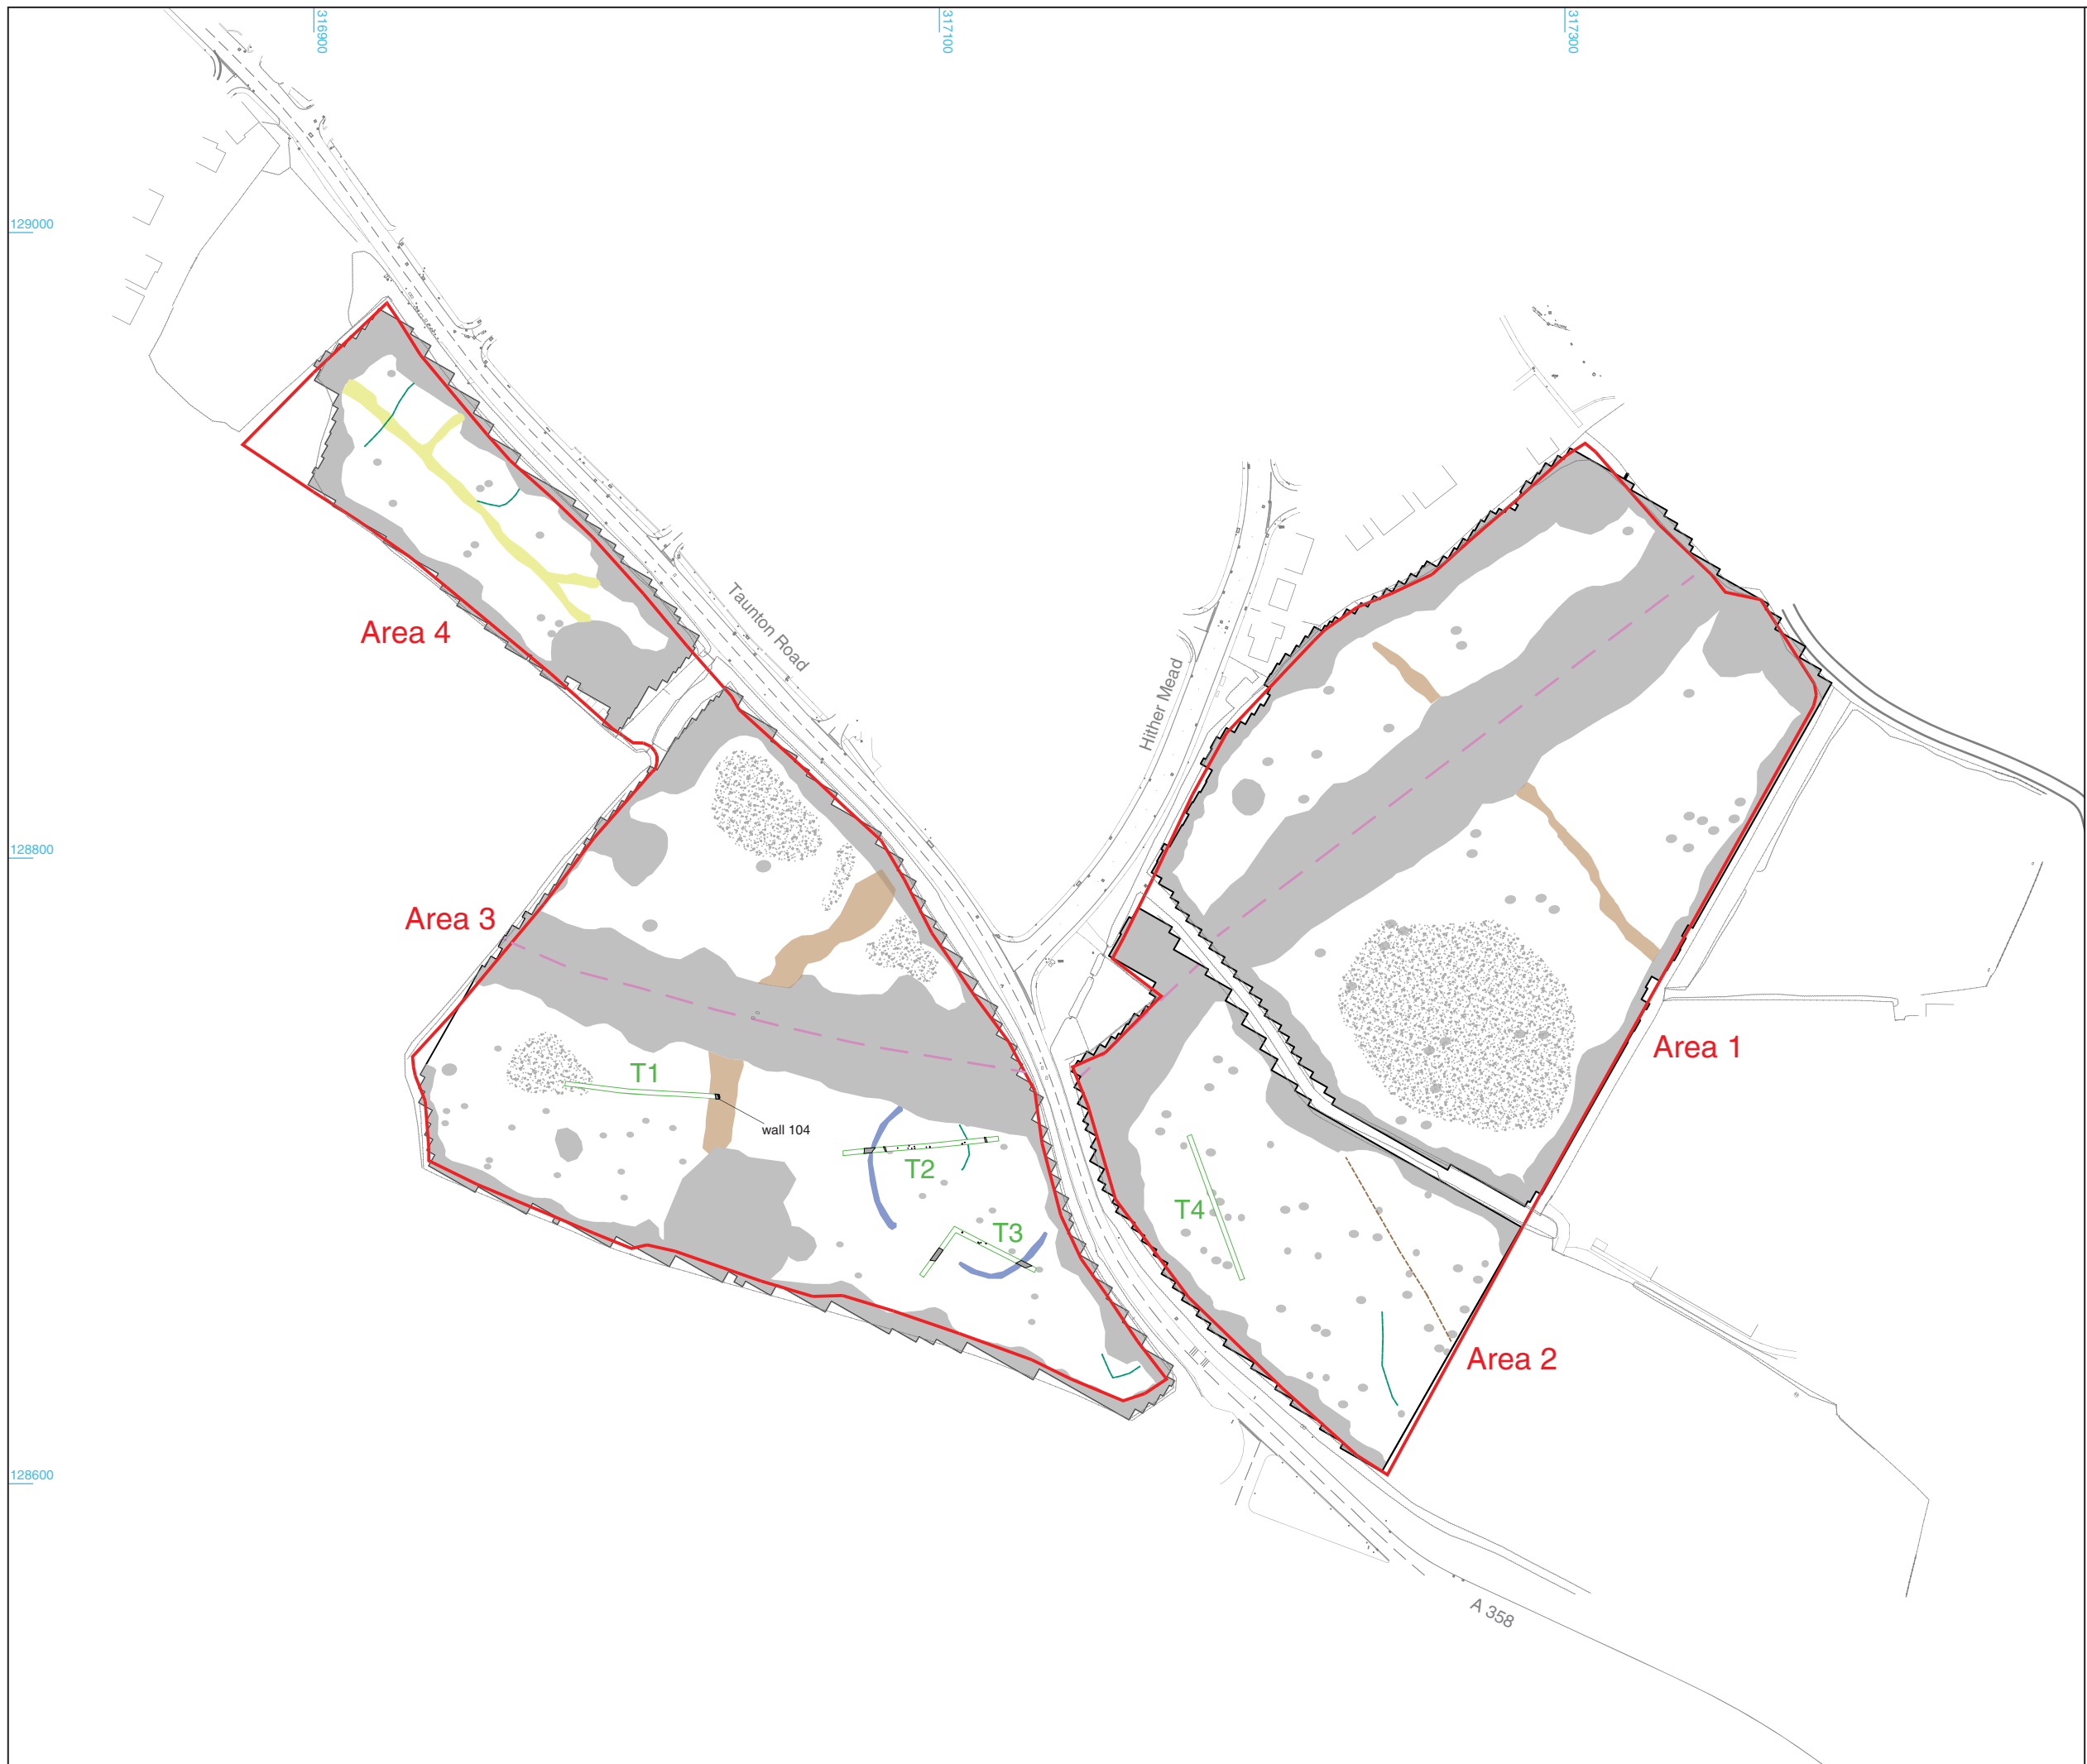 316900
317100
317300
129000
Area 4
Taunton Road
Hither Mead
128800
Area 3
Area 1
T1
wall 104
T2
T4
T3
Area 2
128600
A 358